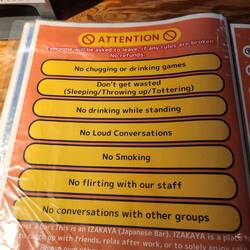 ATTENTION
Everyone will be asked to leave, if any rules are broken
No refunds.
No chugging or drinking games
Don't get wasted
(Sleeping/Throwing up/Tottering)
No drinking while standing
No Loud Conversations
No Smoking
No flirting with our staff
No conversations with other groups
a bar. This is an IZAKAYA (Japanese Bar). IZAKAYA is a place
up with friends, relax after work, or to solely enjoy